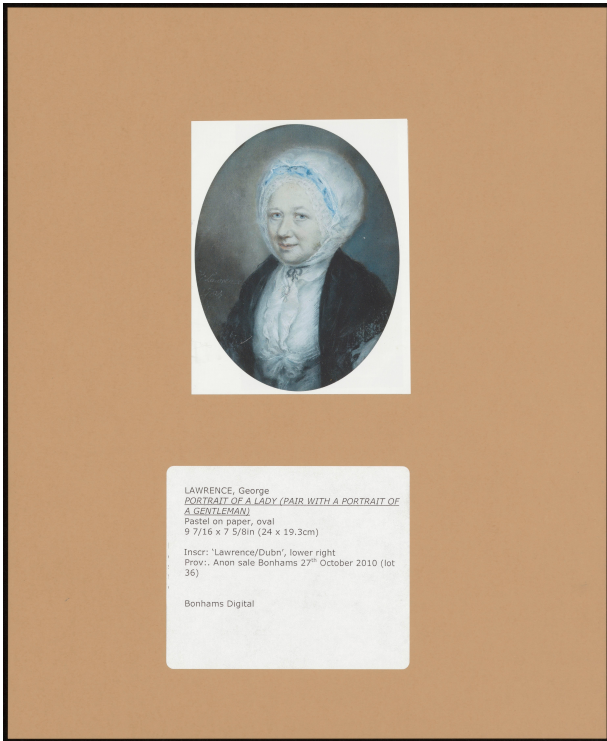 LAWRENCE, George
PORTRAIT OF A LADY (PAIR WITH A PORTRAIT OF
A GENTLEMAN)
Pastel on paper, oval
9 7/16 x 7 5/8in (24 x 19.3cm)
Inscr: ‘Lawrence/Dubn’, lower right
Prov:. Anon sale Bonhams 27th October 2010 (lot
36)
Bonhams Digital